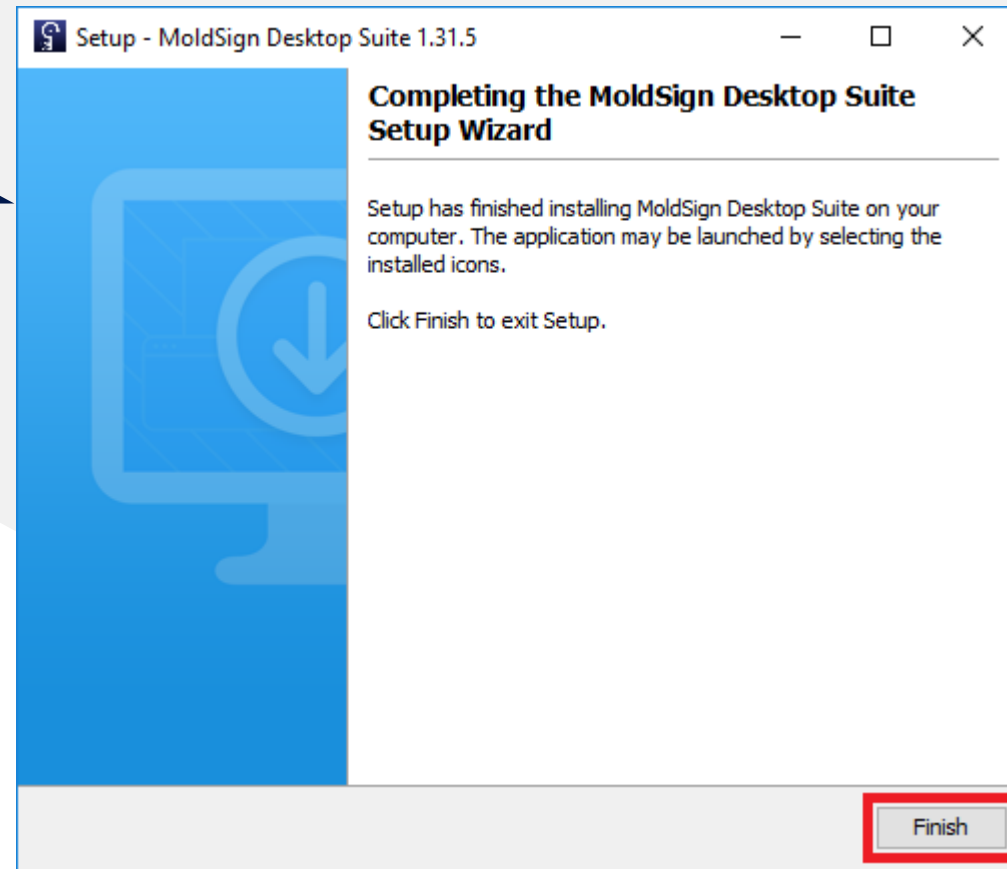 Setup - MoldSign Desktop Suite 1.31.5
Completing the MoldSign Desktop Suite
Setup Wizard
Setup has finished installing MoldSign Desktop Suite on your
computer. The application may be launched by selecting the
installed icons.
Click Finish to exit Setup.
Finish